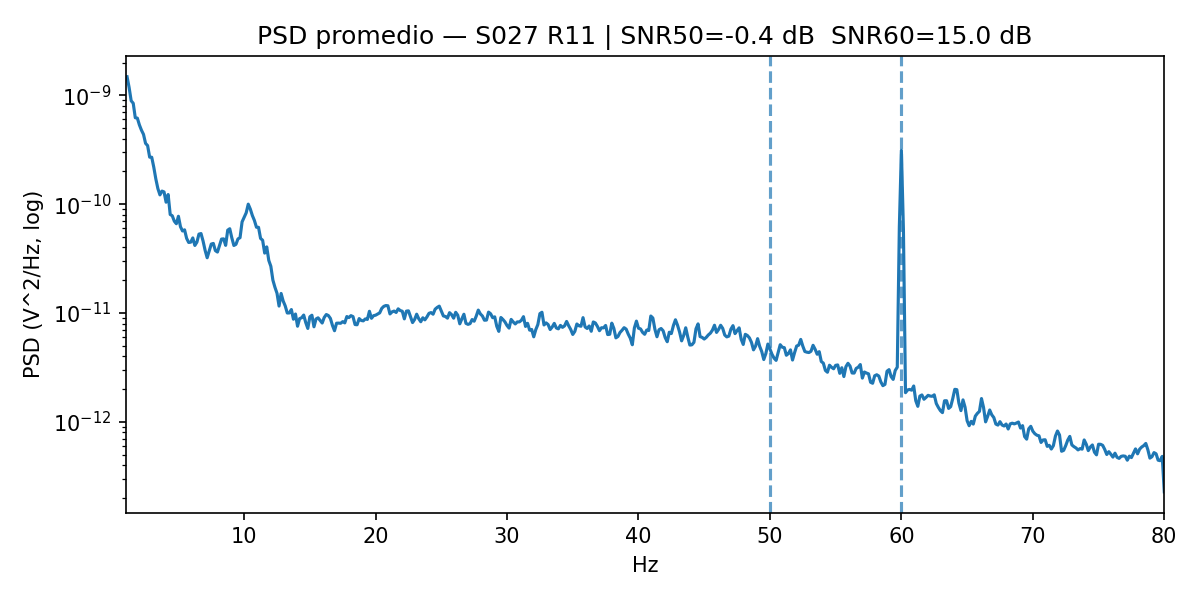 PSD promedio — S027 R11 | SNR50=-0.4 dB  SNR60=15.0 dB
PSD (V^2/Hz, log)
10⁻⁹
10⁻¹⁰
10⁻¹¹
10⁻¹²
10 20 30 40 50 60 70 80
Hz